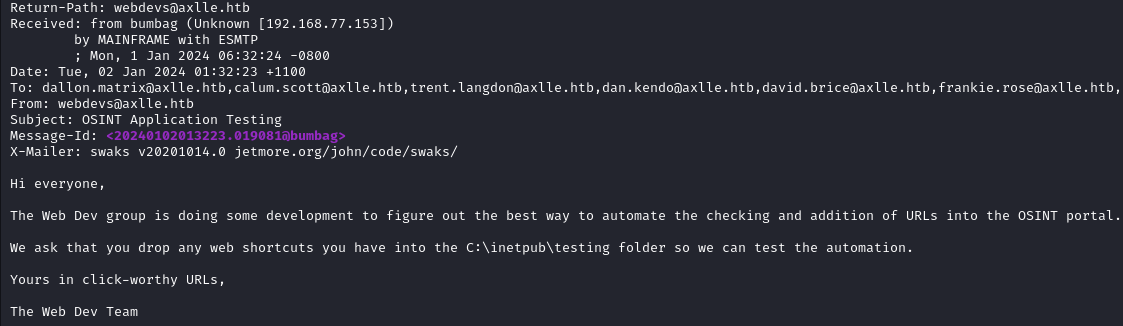 Return-Path: webdevs@axlle.htb
Received: from bumbag (Unknown [192.168.77.153])
        by MAINFRAME with ESMTP
        ; Mon, 1 Jan 2024 06:32:24 -0800
Date: Tue, 02 Jan 2024 01:32:23 +1100
To: dallon.matrix@axlle.htb,calum.scott@axlle.htb,trent.langdon@axlle.htb,dan.kendo@axlle.htb,david.brice@axlle.htb,frankie.rose@axlle.htb,
From: webdevs@axlle.htb
Subject: OSINT Application Testing
Message-Id: <20240102013223.019081@bumbag>
X-Mailer: swaks v20201014.0 jetmore.org/john/code/swaks/
Hi everyone,
The Web Dev group is doing some development to figure out the best way to automate the checking and addition of URLs into the OSINT portal.
We ask that you drop any web shortcuts you have into the C:\inetpub\testing folder so we can test the automation.
Yours in click-worthy URLs,
The Web Dev Team